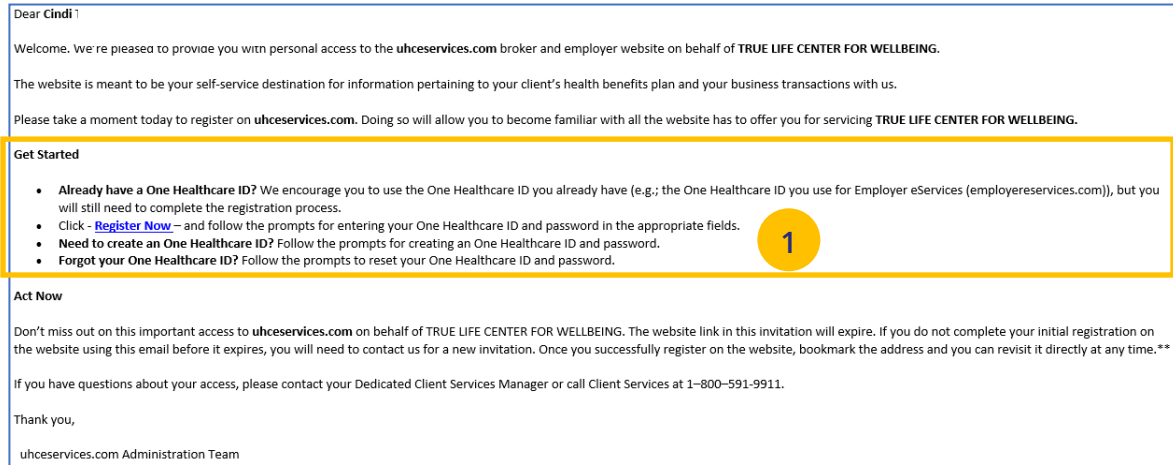 Dear Cindi
Welcome. We're pleased to provide you with personal access to the uhceservices.com broker and employer website on behalf of TRUE LIFE CENTER FOR WELLBEING.
The website is meant to be your self-service destination for information pertaining to your client's health benefits plan and your business transactions with us.
Please take a moment today to register on uhceservices.com. Doing so will allow you to become familiar with all the website has to offer you for servicing TRUE LIFE CENTER FOR WELLBEING.
Get Started
• Already have a One Healthcare ID? We encourage you to use the One Healthcare ID you already have (e.g.; the One Healthcare ID you use for Employer eServices (employereservices.com)), but you
will still need to complete the registration process.
• Click - Register Now – and follow the prompts for entering your One Healthcare ID and password in the appropriate fields.
• Need to create an One Healthcare ID? Follow the prompts for creating an One Healthcare ID and password.
• Forgot your One Healthcare ID? Follow the prompts to reset your One Healthcare ID and password.
1
Act Now
Don't miss out on this important access to uhceservices.com on behalf of TRUE LIFE CENTER FOR WELLBEING. The website link in this invitation will expire. If you do not complete your initial registration on
the website using this email before it expires, you will need to contact us for a new invitation. Once you successfully register on the website, bookmark the address and you can revisit it directly at any time.**
If you have questions about your access, please contact your Dedicated Client Services Manager or call Client Services at 1–800–591-9911.
Thank you,
uhceservices.com Administration Team